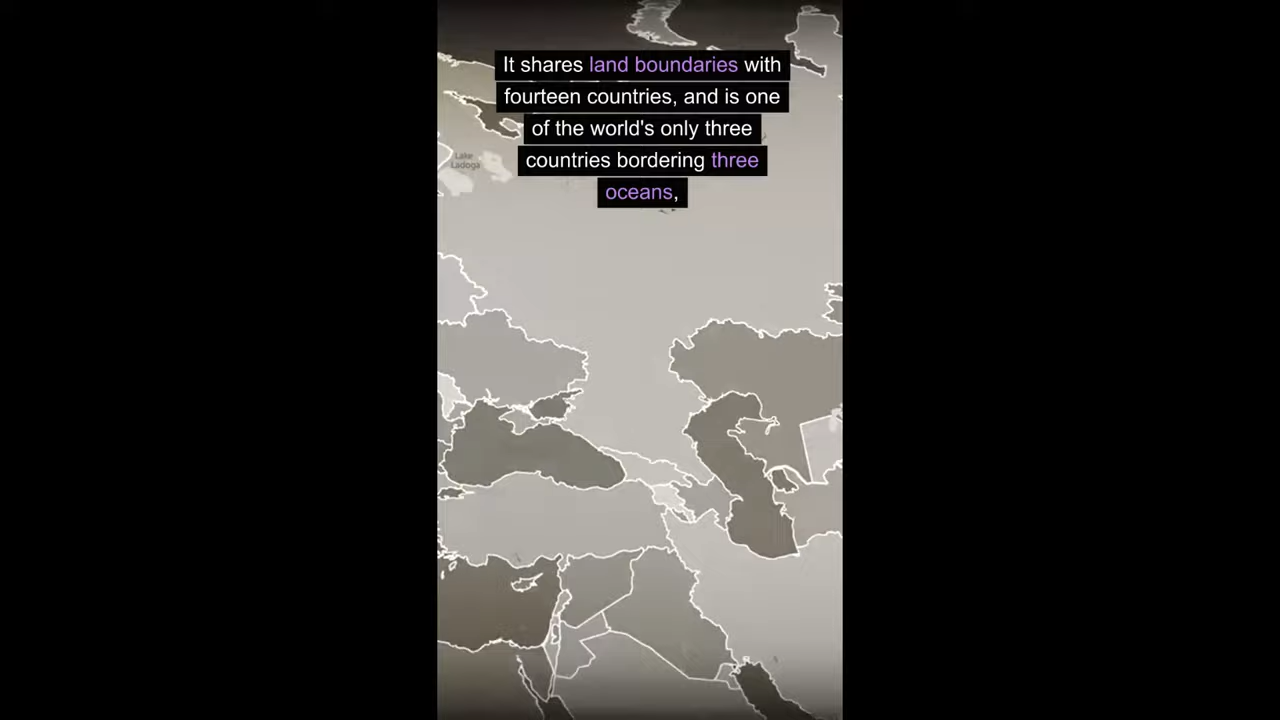 It shares land boundaries with
fourteen countries, and is one
of the world's only three
countries bordering three
oceans,
Lake
Ladoga